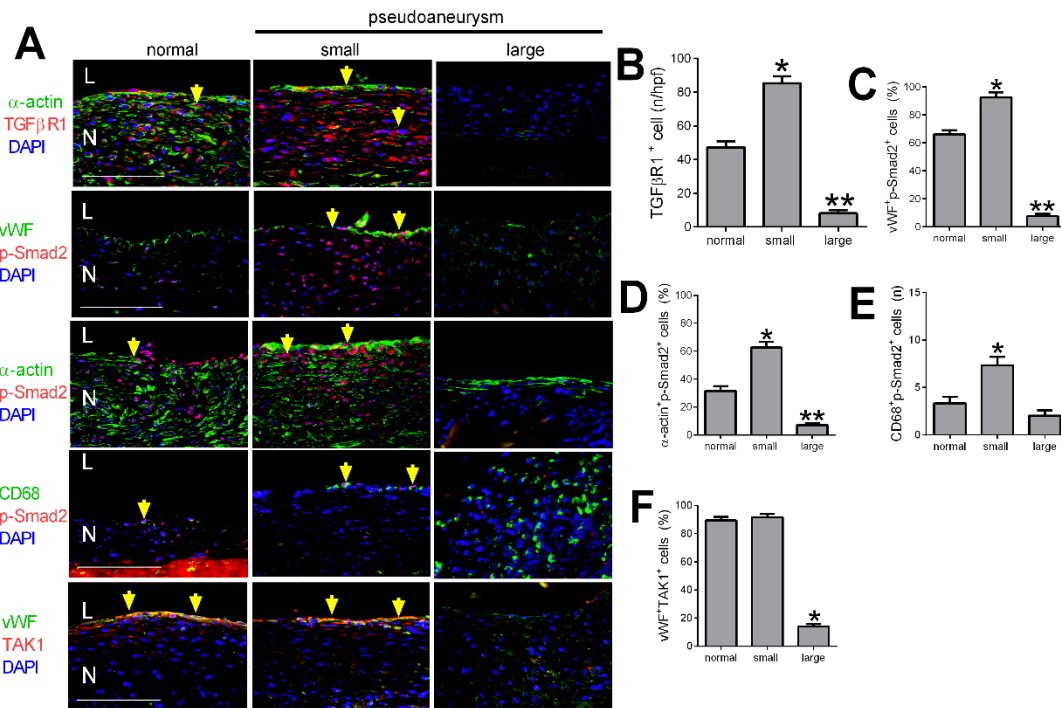 pseudoaneurysm
A
normal
small
large
L
α-actin
TGFβR1
DAPI
N
L
vWF
p-Smad2
DAPI
N
L
α-actin
p-Smad2
DAPI
N
L
CD68
p-Smad2
DAPI
N
L
vWF
TAK1
DAPI
N
B
TGFβR1 ⁺ cell (n/hpf)
100
80
60
40
20
0
*
**
normal small large
C
vWF⁺p-Smad2⁺ cells (%)
100
80
60
40
20
0
*
**
normal small large
D
α-actin⁺p-Smad2⁺ cells (%)
100
80
60
40
20
0
*
**
normal small large
E
CD68⁺p-Smad2⁺ cells (n)
15
10
5
0
*
normal small large
F
vWF⁺TAK1⁺ cells (%)
100
80
60
40
20
0
*
normal small large